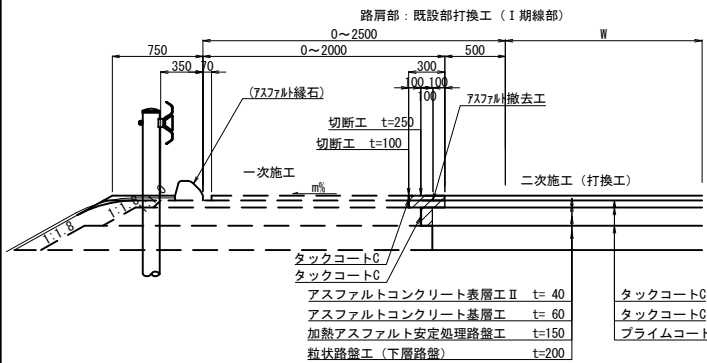 路肩部：既設部打換工（Ⅰ期線部）
0～2500
W
750
0～2000
500
350
70
300
100
100
100
(ｱｽﾌｧﾙﾄ縁石)
ｱｽﾌｧﾙﾄ撤去工
切断工 t=250
切断工 t=100
一次施工
m%
二次施工（打換工）
1:1.8
1:1.8
タックコートC
タックコートC
アスファルトコンクリート表層工Ⅱ t= 40
タックコートC
アスファルトコンクリート基層工 t= 60
タックコートC
加熱アスファルト安定処理路盤工 t=150
プライムコート
粒状路盤工（下層路盤） t=200